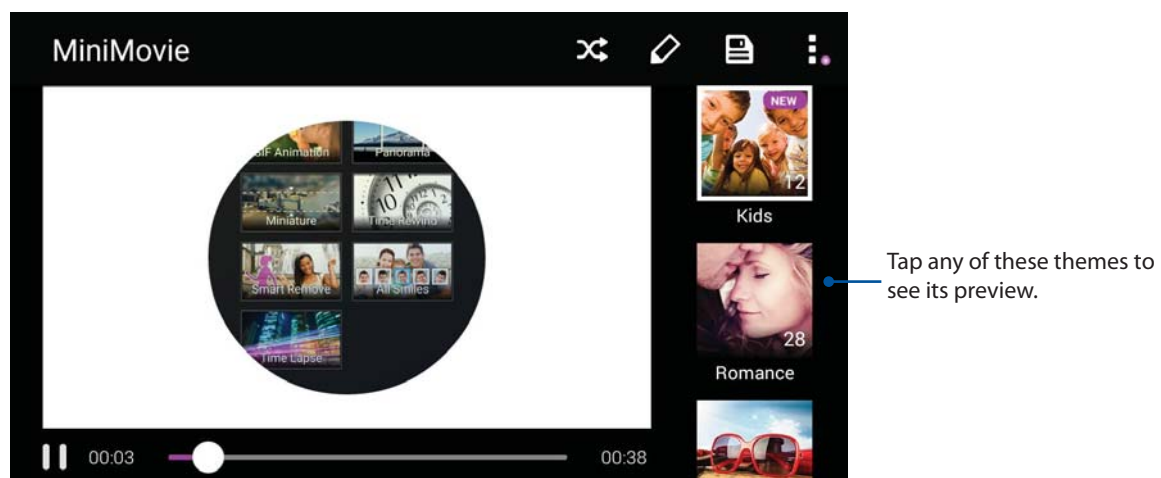 MiniMovie
GIF Animation
Panorama
Miniature
Time Rewind
Smart Remove
All Smiles
Time Lapse
00:03
00:38
NEW
12
Kids
28
Romance
Tap any of these themes to
see its preview.